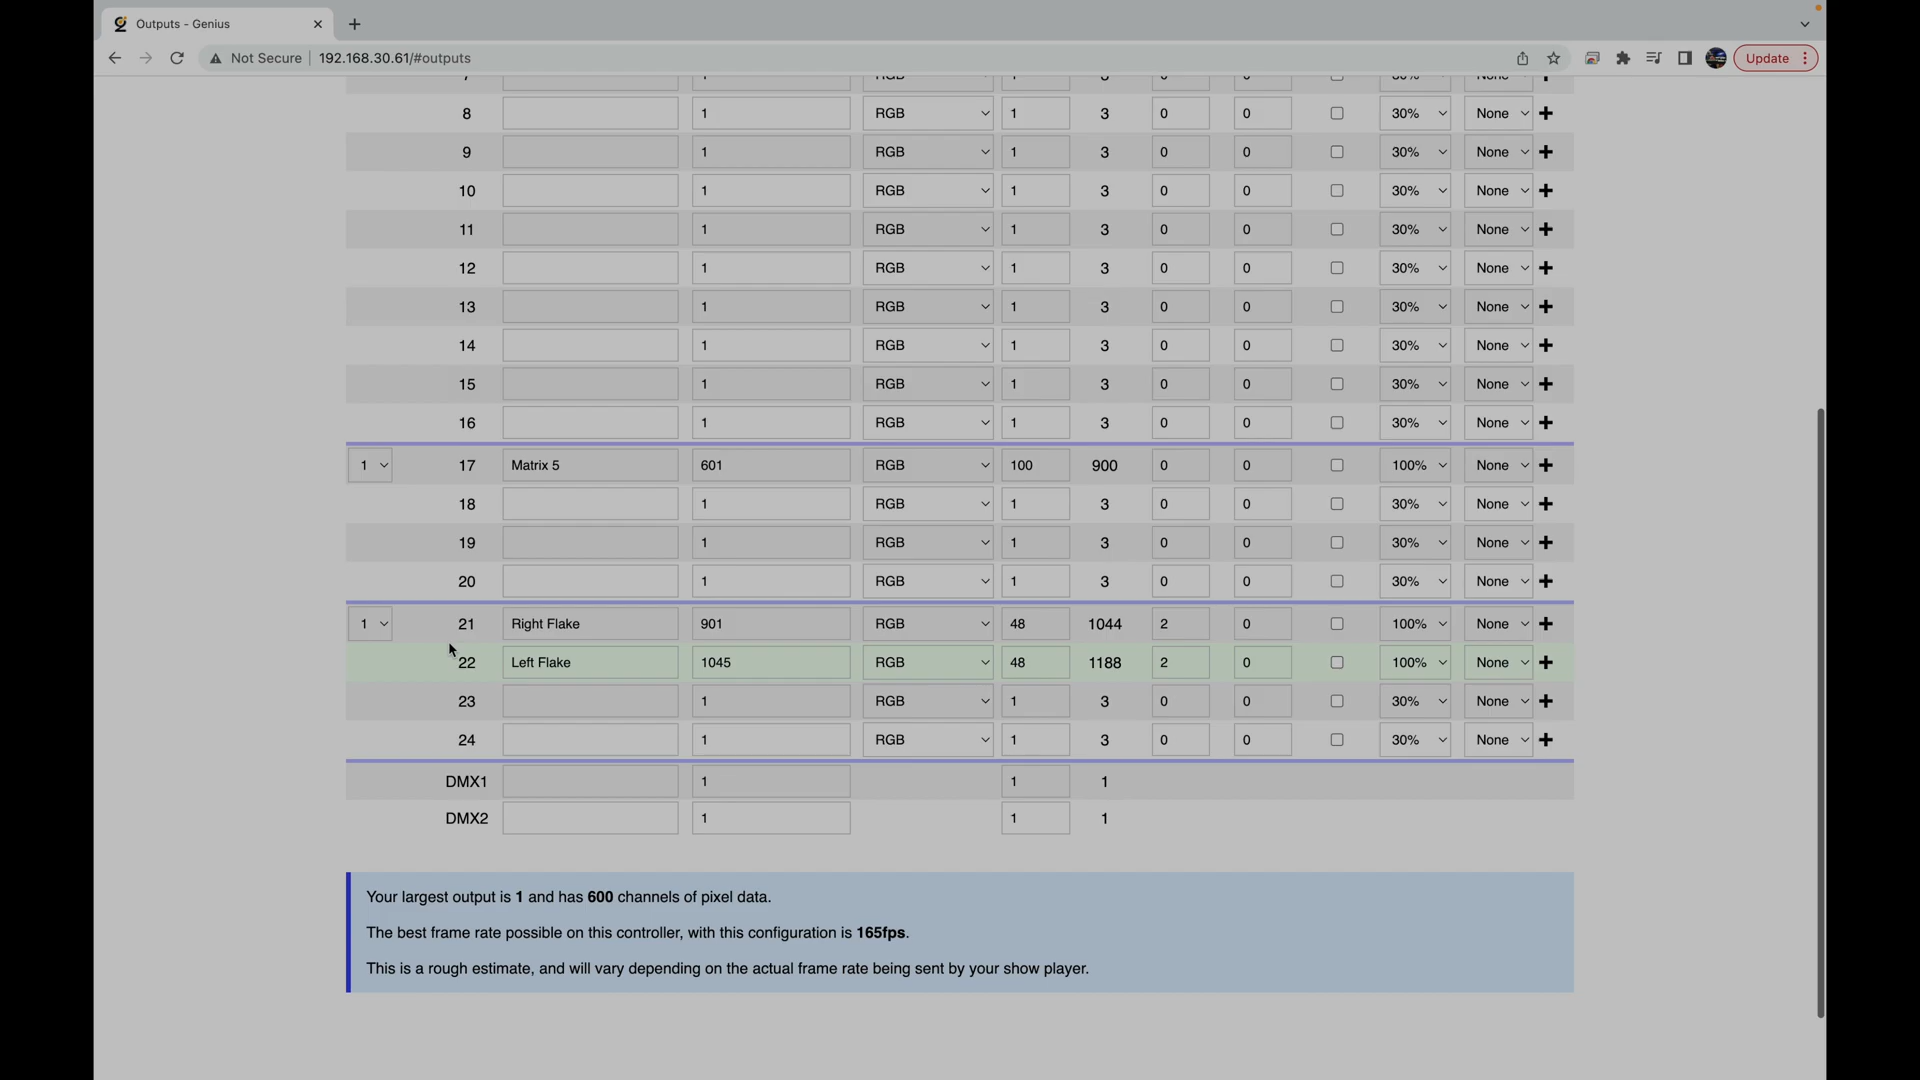 Outputs - Genius
Not Secure 192.168.30.61/#outputs Update
7 1 RGB 1 3 0 0 30% None
8 1 RGB 1 3 0 0 30% None
9 1 RGB 1 3 0 0 30% None
10 1 RGB 1 3 0 0 30% None
11 1 RGB 1 3 0 0 30% None
12 1 RGB 1 3 0 0 30% None
13 1 RGB 1 3 0 0 30% None
14 1 RGB 1 3 0 0 30% None
15 1 RGB 1 3 0 0 30% None
16 1 RGB 1 3 0 0 30% None
1 17 Matrix 5 601 RGB 100 900 0 0 100% None
18 1 RGB 1 3 0 0 30% None
19 1 RGB 1 3 0 0 30% None
20 1 RGB 1 3 0 0 30% None
1 21 Right Flake 901 RGB 48 1044 2 0 100% None
22 Left Flake 1045 RGB 48 1188 2 0 100% None
23 1 RGB 1 3 0 0 30% None
24 1 RGB 1 3 0 0 30% None
DMX1 1 1 1
DMX2 1 1 1
Your largest output is 1 and has 600 channels of pixel data.
The best frame rate possible on this controller, with this configuration is 165fps.
This is a rough estimate, and will vary depending on the actual frame rate being sent by your show player.